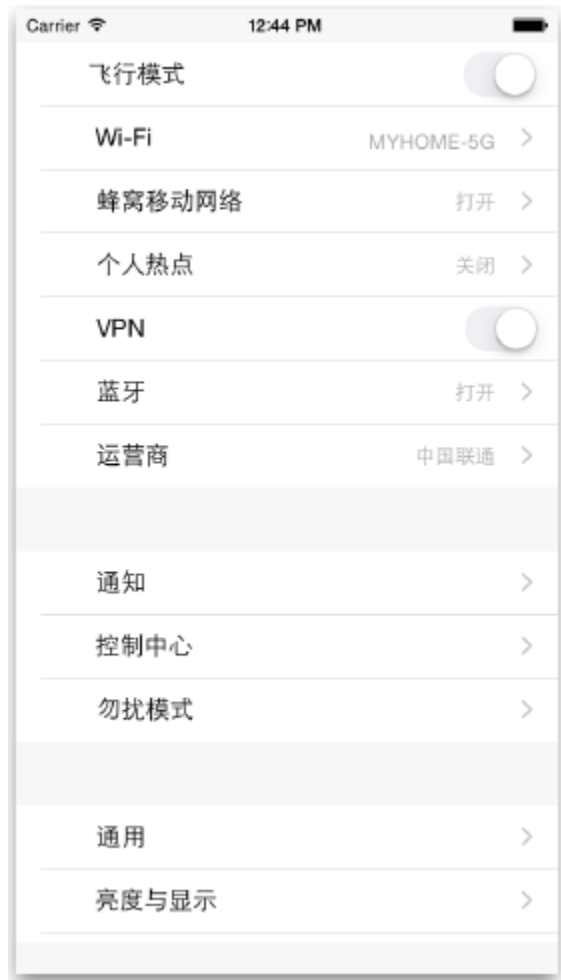 Carrier 12:44 PM
飞行模式
Wi-Fi MYHOME-5G
蜂窝移动网络 打开
个人热点 关闭
VPN
蓝牙 打开
运营商 中国联通
通知
控制中心
勿扰模式
通用
亮度与显示